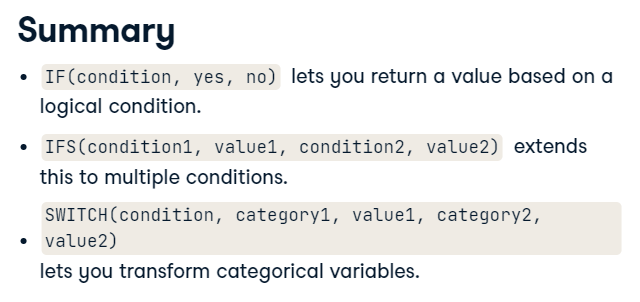 Summary
• IF(condition, yes, no) lets you return a value based on a
logical condition.
• IFS(condition1, value1, condition2, value2) extends
this to multiple conditions.
SWITCH(condition, category1, value1, category2,
• value2)
lets you transform categorical variables.